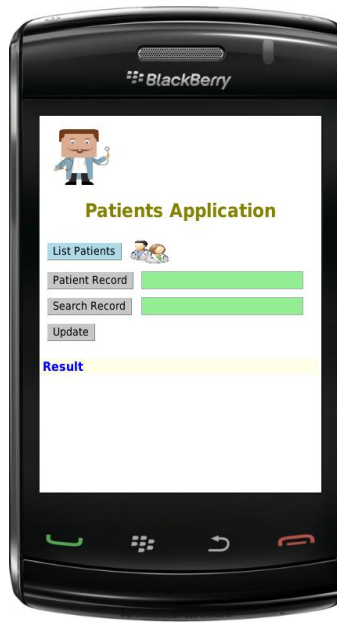 BlackBerry
Patients Application
List Patients
Patient Record
Search Record
Update
Result